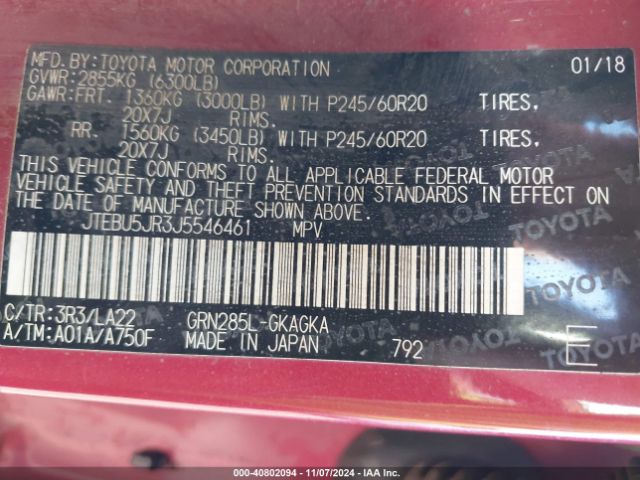 MFD.BY:TOYOTA MOTOR CORPORATION 01/18
GVWR:2855KG (6300LB)
GAWR:FRT. 1360KG (3000LB) WITH P245/60R20 TIRES,
20X7J RIMS.
RR. 1560KG (3450LB) WITH P245/60R20 TIRES,
20X7J RIMS.
THIS VEHICLE CONFORMS TO ALL APPLICABLE FEDERAL MOTOR
VEHICLE SAFETY AND THEFT PREVENTION STANDARDS IN EFFECT ON
THE DATE OF MANUFACTURE SHOWN ABOVE.
JTEBU5JR3J5546461 MPV
C/TR:3R3/LA22 GRN285L-GKAGKA
A/TM:A01A/A750F MADE IN JAPAN 792 E
000-40802094 | 11/07/2024 | IAA Inc.